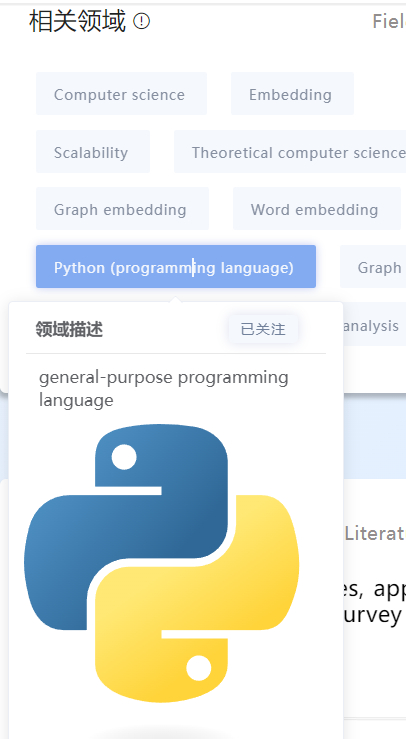 相关领域
Fiel
Computer science
Embedding
Scalability
Theoretical computer science
Graph embedding
Word embedding
Python (programming language)
Graph
analysis
领域描述
已关注
general-purpose programming
language
Literat
es, app
urvey